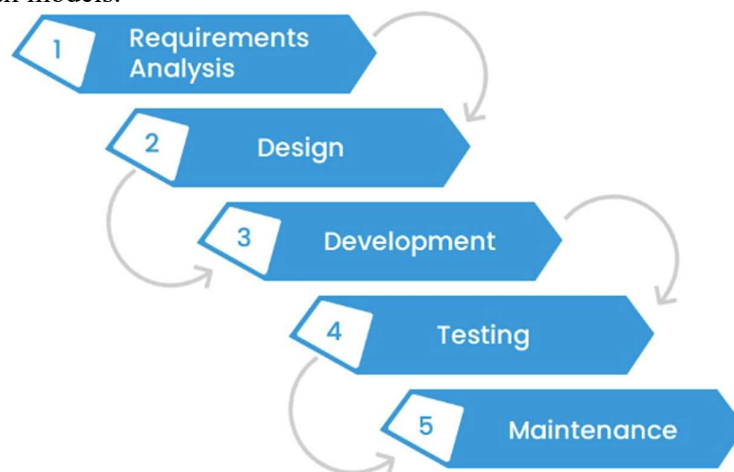 1
Requirements
Analysis
2
Design
3
Development
4
Testing
5
Maintenance